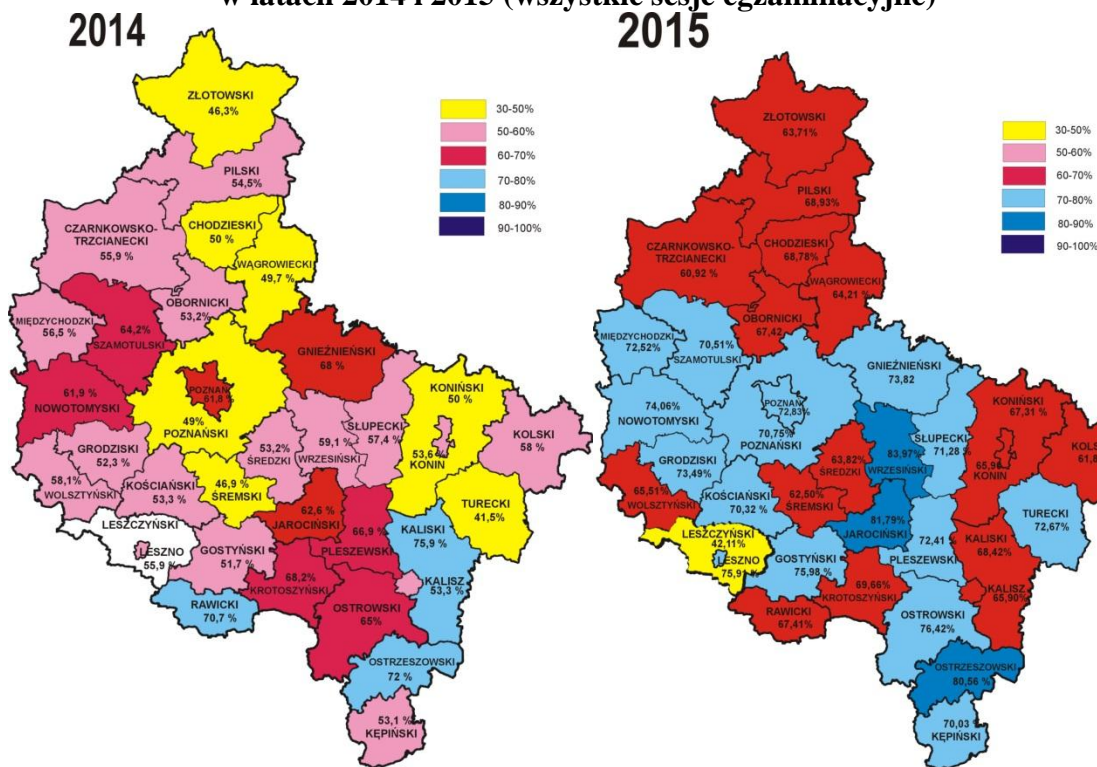 w latach 2014 i 2015 (wszystkie sesje egzaminacyjne)
2014
ZŁOTOWSKI
46,3%
30-50%
50-60%
60-70%
70-80%
80-90%
90-100%
PILSKI
54,5%
CHODZIESKI
50 %
CZARNKOWSKO-
TRZCIANECKI
55,9 %
WĄGROWIECKI
49,7 %
OBORNICKI
53,2%
MIĘDZYCHODZKI
56,5 %
64,2%
SZAMOTULSKI
GNIEŹNIEŃSKI
68 %
61,9 %
NOWOTOMYSKI
POZNAŃ
61,8 %
49%
POZNAŃSKI
KONIŃSKI
50 %
KOLSKI
58 %
SŁUPECKI
57,4 %
53,6 %
KONIN
59,1 %
WRZESIŃSKI
53,2%
ŚREDZKI
GRODZISKI
52,3 %
58,1%
WOLSZTYŃSKI
KOŚCIAŃSKI
53,3 %
46,9 %
ŚREMSKI
TURECKI
41,5%
LESZCZYŃSKI
LESZNO
55,9 %
62,6 %
JAROCIŃSKI
66,9 %
PLESZEWSKI
KALISKI
75,9 %
GOSTYŃSKI
51,7 %
68,2%
KROTOSZYŃSKI
KALISZ
53,3 %
RAWICKI
70,7 %
OSTROWSKI
65%
OSTRZESZOWSKI
72 %
53,1 %
KĘPIŃSKI
2015
ZŁOTOWSKI
63,71%
30-50%
50-60%
60-70%
70-80%
80-90%
90-100%
PILSKI
68,93%
CZARNKOWSKO-
TRZCIANECKI
60,92 %
CHODZIESKI
68,78%
WĄGROWIECKI
64,21 %
OBORNICKI
67,42
MIĘDZYCHODZKI
72,52%
70,51%
SZAMOTULSKI
GNIEŹNIEŃSKI
73,82
74,06%
NOWOTOMYSKI
POZNAŃ
72,83%
70,75%
POZNAŃSKI
KONIŃSKI
67,31 %
KOLS
61,8
SŁUPECKI
71,28 %
65,96
KONIN
83,97%
WRZESIŃSKI
63,82%
ŚREDZKI
GRODZISKI
73,49%
65,51%
WOLSZTYŃSKI
KOŚCIAŃSKI
70,32 %
62,50%
ŚREMSKI
TURECKI
72,67%
LESZCZYŃSKI
42,11%
LESZNO
75,91 %
81,79%
JAROCIŃSKI
72,41 %
PLESZEWSKI
KALISKI
68,42%
GOSTYŃSKI
75,98 %
69,66%
KROTOSZYŃSKI
KALISZ
65,90%
RAWICKI
67,41%
OSTROWSKI
76,42%
OSTRZESZOWSKI
80,56 %
70,03 %
KĘPIŃSKI